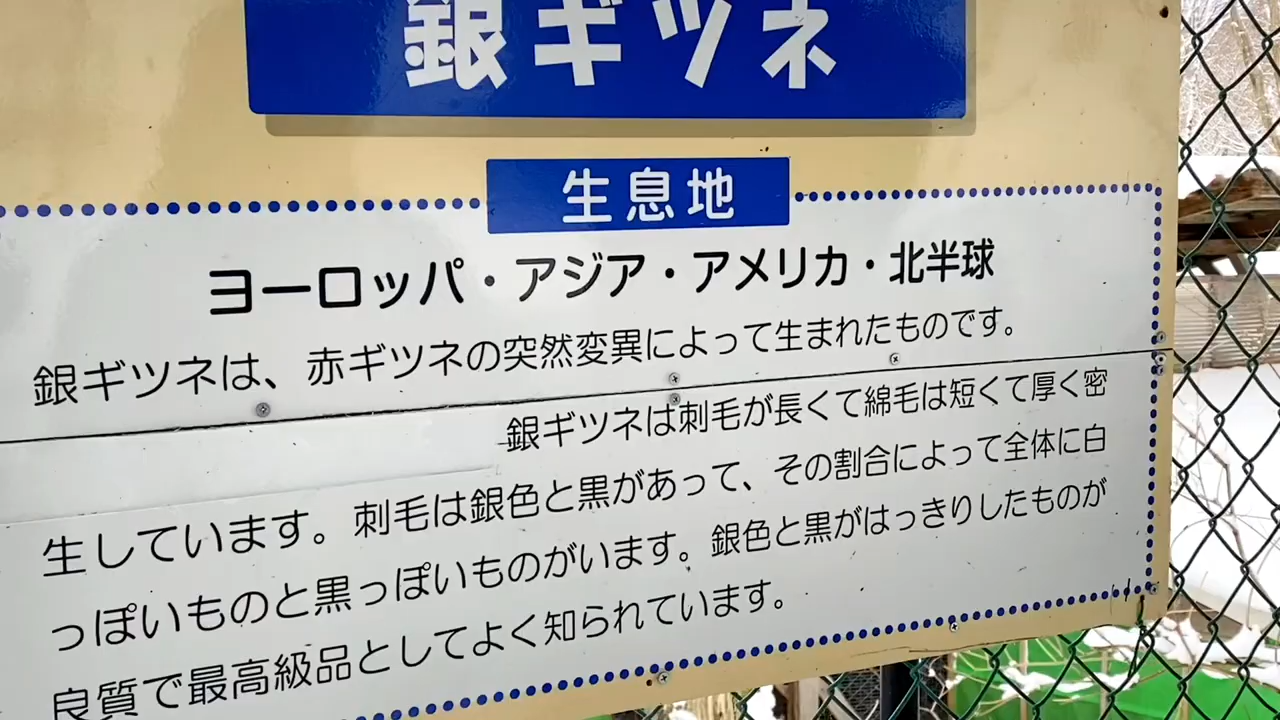 銀ギツネ
生息地
ヨーロッパ・アジア・アメリカ・北半球
銀ギツネは、赤ギツネの突然変異によって生まれたものです。
銀ギツネは刺毛が長くて綿毛は短くて厚く密
生しています。刺毛は銀色と黒があって、その割合によって全体に白
っぽいものと黒っぽいものがいます。銀色と黒がはっきりしたものが
良質で最高級品としてよく知られています。